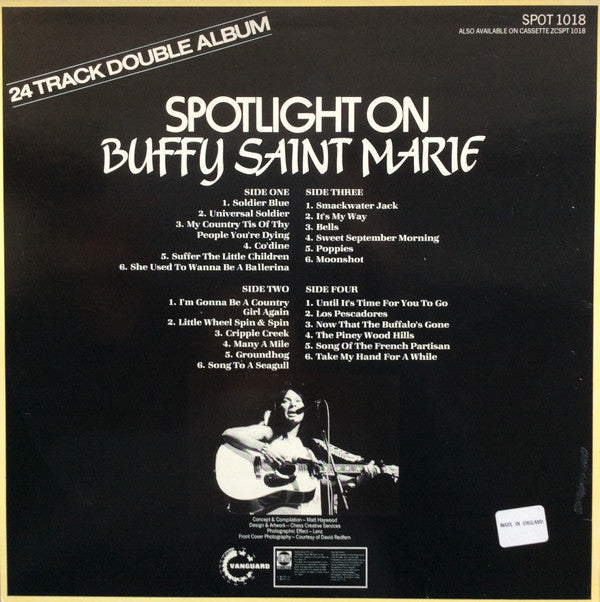 SPOT 1018
ALSO AVAILABLE ON CASSETTE ZCSPT 1018
24 TRACK DOUBLE ALBUM
SPOTLIGHT ON
BUFFY SAINT MARIE
SIDE ONE
1. Soldier Blue
2. Universal Soldier
3. My Country Tis Of Thy
People You're Dying
4. Co'dine
5. Suffer The Little Children
6. She Used To Wanna Be A Ballerina
SIDE TWO
1. I'm Gonna Be A Country
Girl Again
2. Little Wheel Spin & Spin
3. Cripple Creek
4. Many A Mile
5. Groundhog
6. Song To A Seagull
SIDE THREE
1. Smackwater Jack
2. It's My Way
3. Bells
4. Sweet September Morning
5. Poppies
6. Moonshot
SIDE FOUR
1. Until It's Time For You To Go
2. Los Pescadores
3. Now That The Buffalo's Gone
4. The Piney Wood Hills
5. Song Of The French Partisan
6. Take My Hand For A While
Concept & Compilation – Matt Haywood
Design & Artwork – Chess Creative Services
Photographic Effect – Lenz
Front Cover Photography – Courtesy of David Redfern
VANGUARD
MADE IN ENGLAND